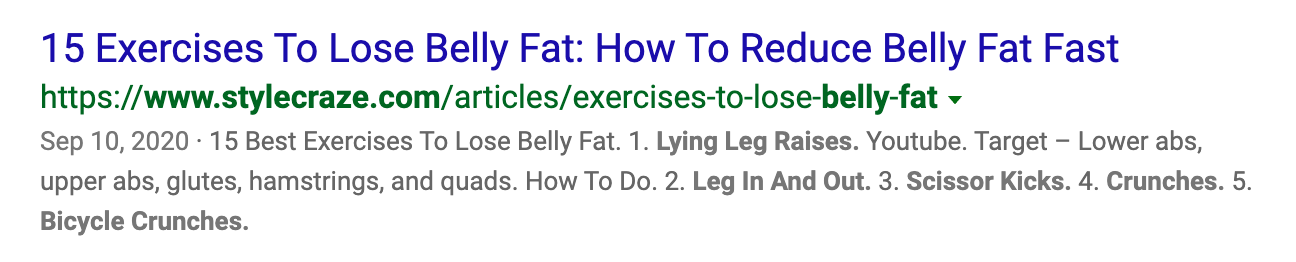 15 Exercises To Lose Belly Fat: How To Reduce Belly Fat Fast
https://www.stylecraze.com/articles/exercises-to-lose-belly-fat
Sep 10, 2020 · 15 Best Exercises To Lose Belly Fat. 1. Lying Leg Raises. Youtube. Target – Lower abs,
upper abs, glutes, hamstrings, and quads. How To Do. 2. Leg In And Out. 3. Scissor Kicks. 4. Crunches. 5.
Bicycle Crunches.